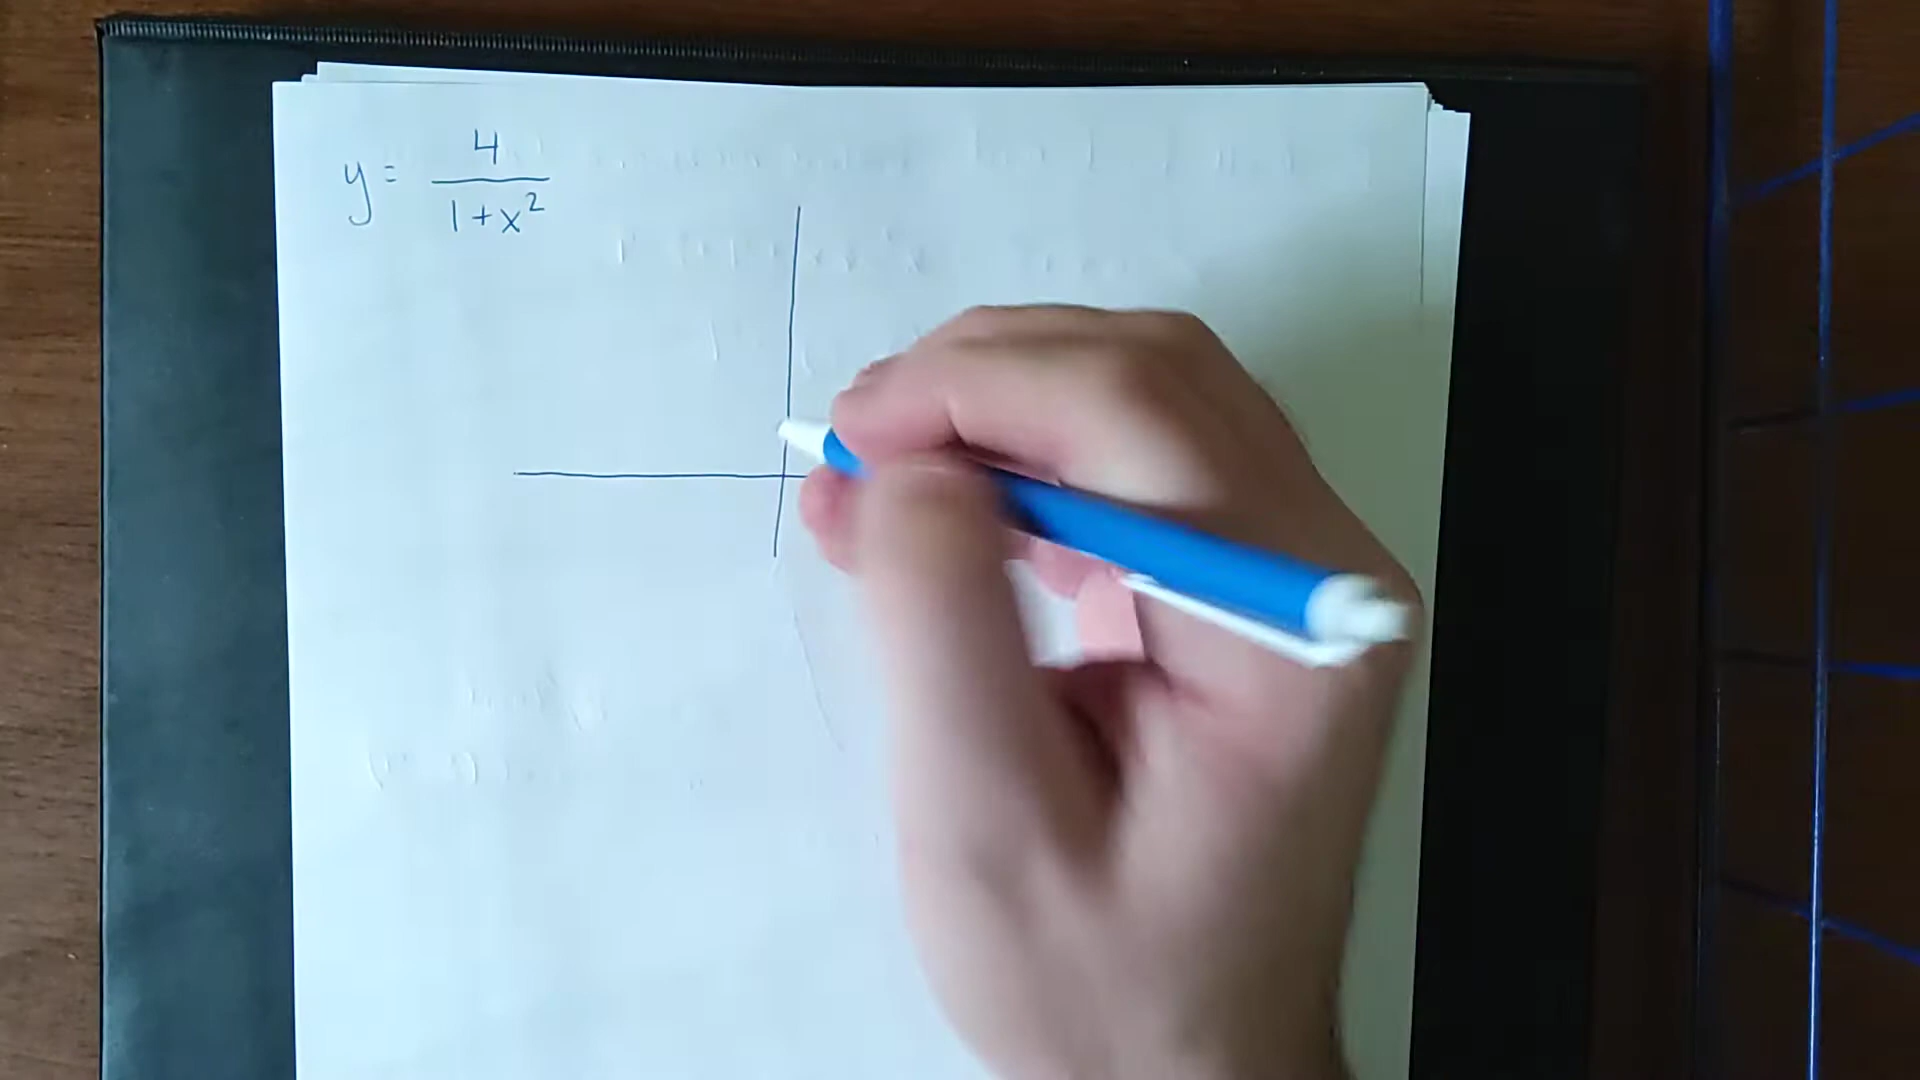 y = 4/(1+x²)